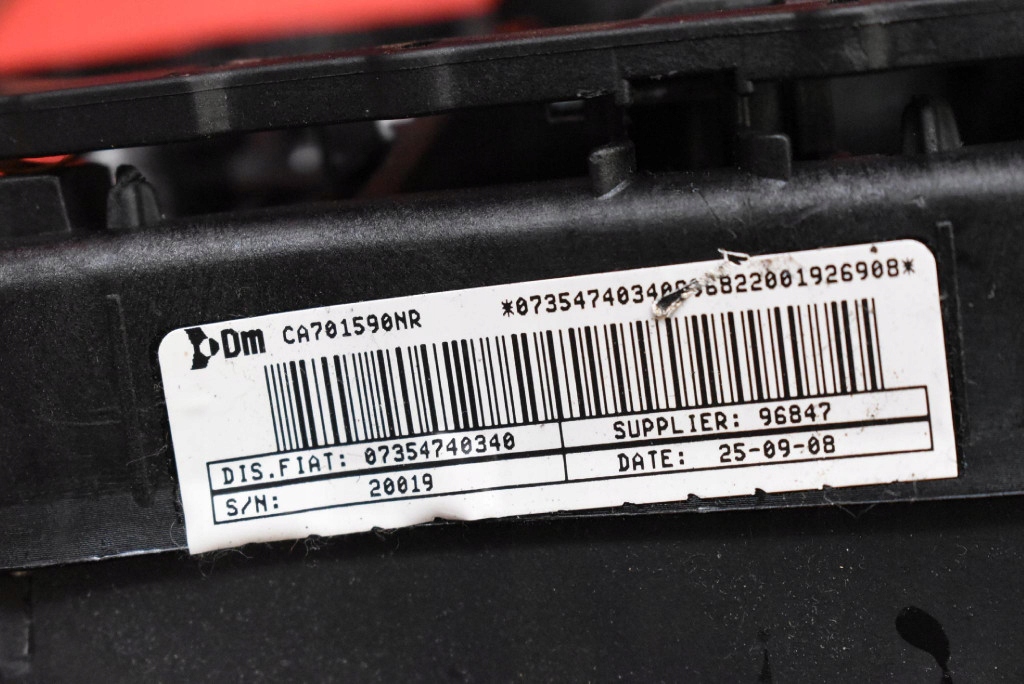 Dm CA701590NR
DIS.FIAT: 07354740340
SUPPLIER: 96847
S/N: 20019
DATE: 25-09-08